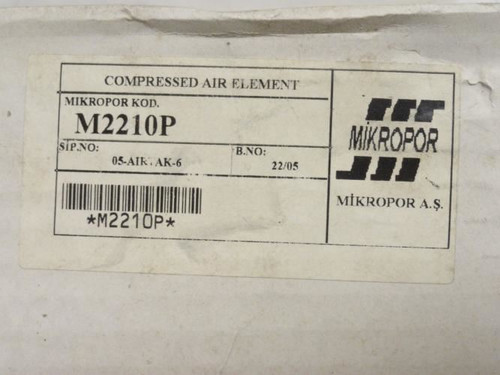 COMPRESSED AIR ELEMENT
MIKROPOR KOD.
M2210P
SİP.NO:
B.NO:
22/05
*M2210P*
MİKROPOR
MİKROPOR A.Ş.